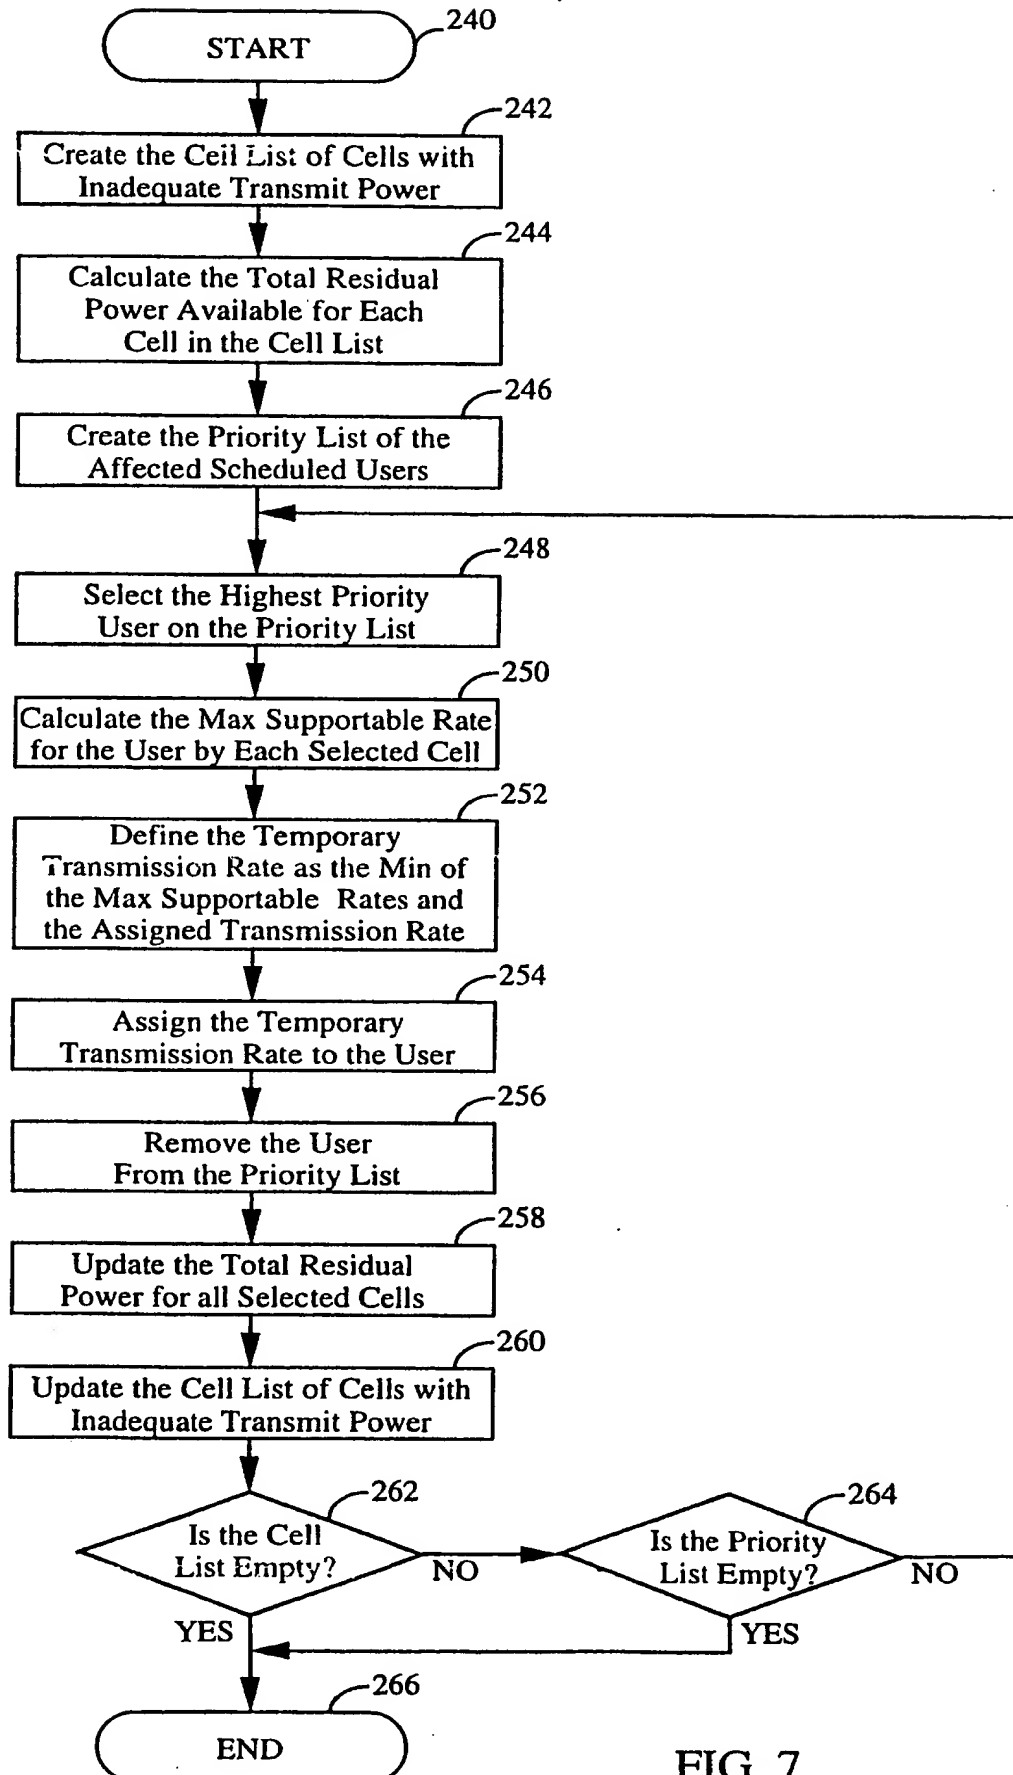 240
START
242
Create the Cell List of Cells with
Inadequate Transmit Power
244
Calculate the Total Residual
Power Available for Each
Cell in the Cell List
246
Create the Priority List of the
Affected Scheduled Users
248
Select the Highest Priority
User on the Priority List
250
Calculate the Max Supportable Rate
for the User by Each Selected Cell
252
Define the Temporary
Transmission Rate as the Min of
the Max Supportable Rates and
the Assigned Transmission Rate
254
Assign the Temporary
Transmission Rate to the User
256
Remove the User
From the Priority List
258
Update the Total Residual
Power for all Selected Cells
260
Update the Cell List of Cells with
Inadequate Transmit Power
262
Is the Cell
List Empty?
NO
YES
264
Is the Priority
List Empty?
NO
YES
266
END
FIG. 7